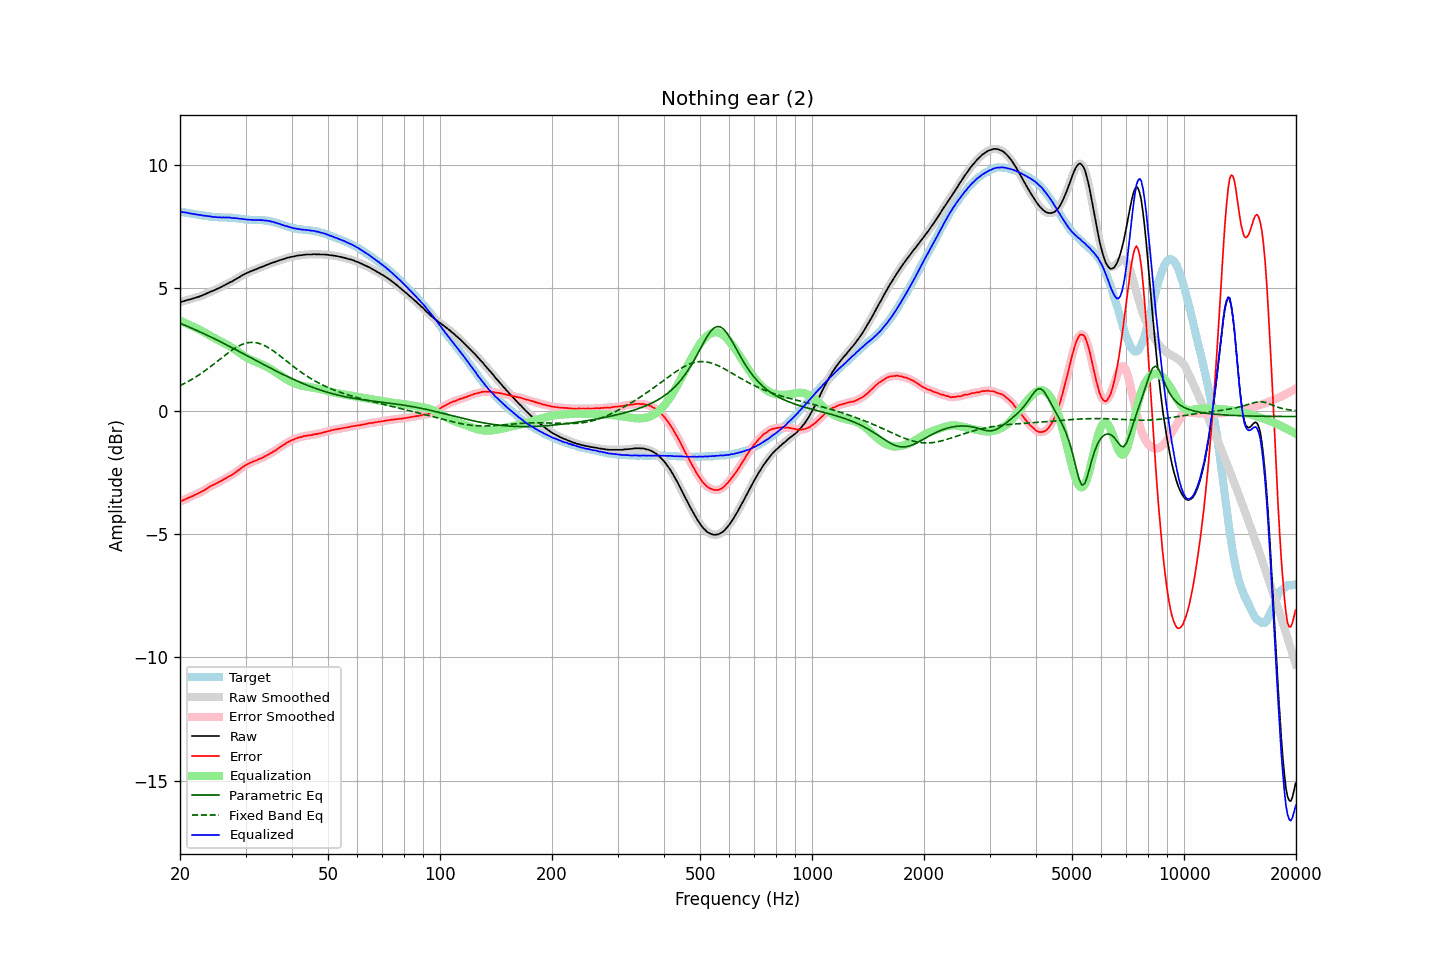 Nothing ear (2)
10
5
0
−5
−10
−15
Amplitude (dBr)
Target
Raw Smoothed
Error Smoothed
Raw
Error
Equalization
Parametric Eq
Fixed Band Eq
Equalized
20 50 100 200 500 1000 2000 5000 10000 20000
Frequency (Hz)